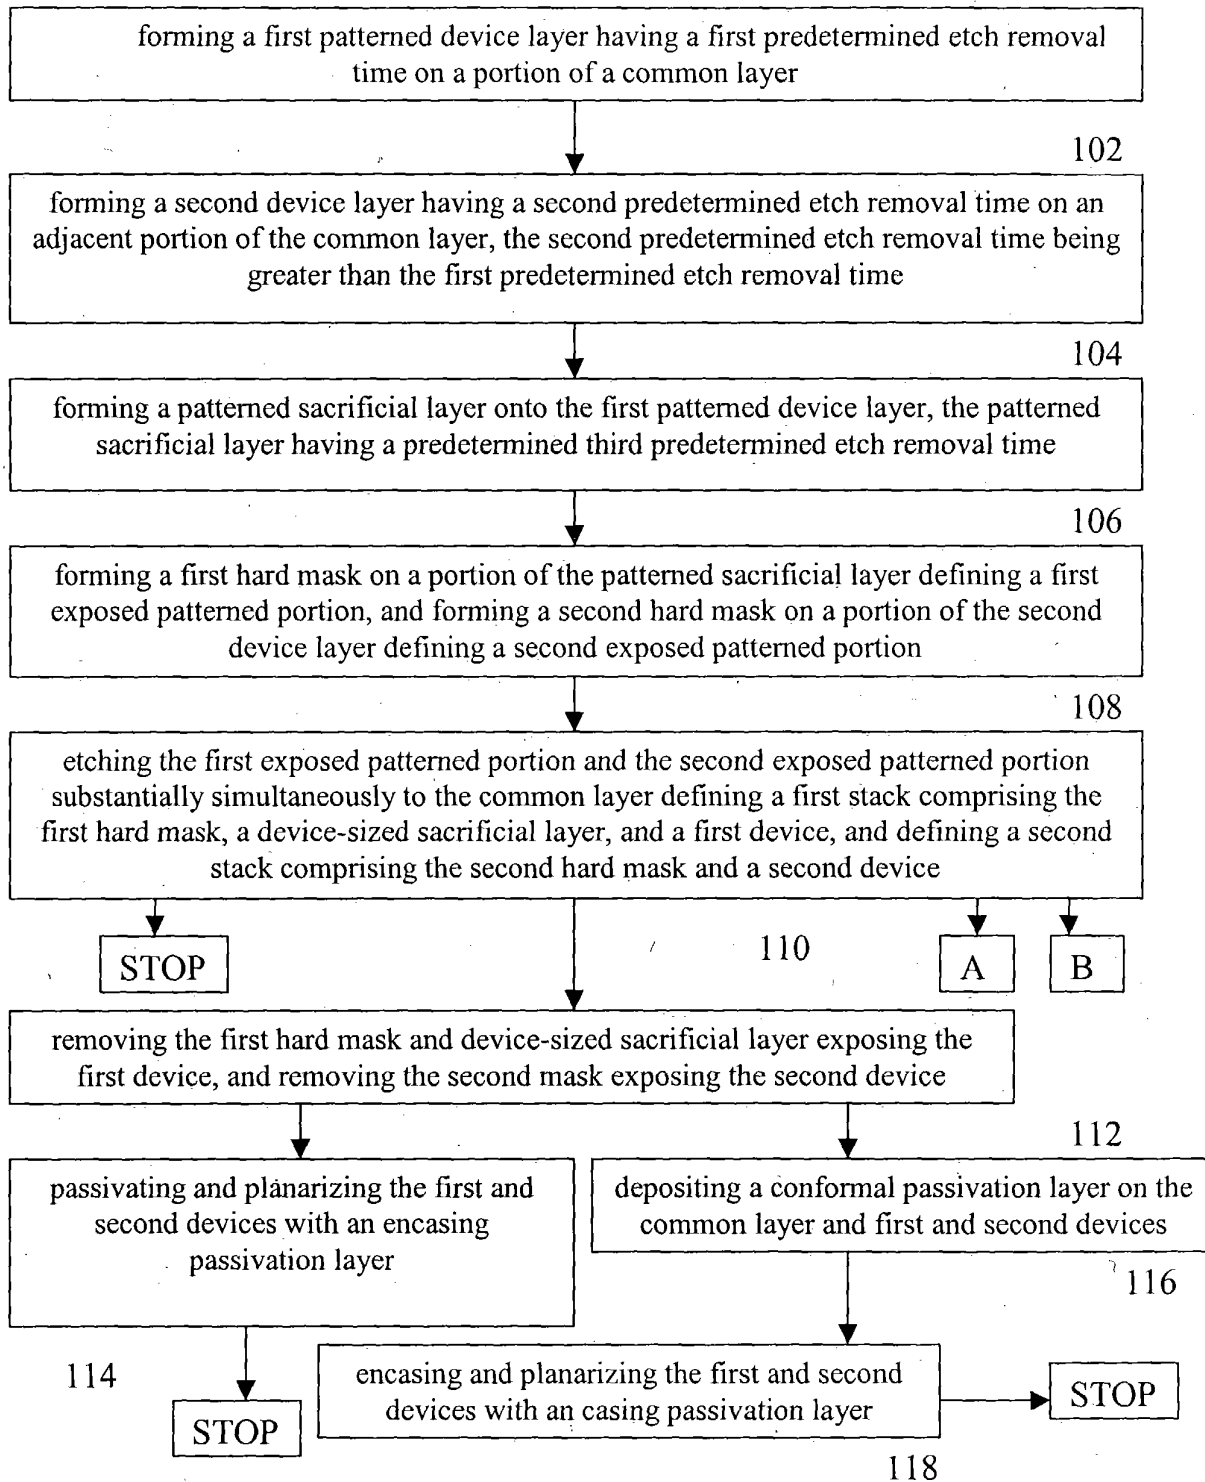 forming a first patterned device layer having a first predetermined etch removal
time on a portion of a common layer
102
forming a second device layer having a second predetermined etch removal time on an
adjacent portion of the common layer, the second predetermined etch removal time being
greater than the first predetermined etch removal time
104
forming a patterned sacrificial layer onto the first patterned device layer, the patterned
sacrificial layer having a predetermined third predetermined etch removal time
106
forming a first hard mask on a portion of the patterned sacrificial layer defining a first
exposed patterned portion, and forming a second hard mask on a portion of the second
device layer defining a second exposed patterned portion
108
etching the first exposed patterned portion and the second exposed patterned portion
substantially simultaneously to the common layer defining a first stack comprising the
first hard mask, a device-sized sacrificial layer, and a first device, and defining a second
stack comprising the second hard mask and a second device
STOP
110
A
B
removing the first hard mask and device-sized sacrificial layer exposing the
first device, and removing the second mask exposing the second device
112
passivating and planarizing the first and
second devices with an encasing
passivation layer
depositing a conformal passivation layer on the
common layer and first and second devices
116
114
STOP
encasing and planarizing the first and second
devices with an casing passivation layer
STOP
118